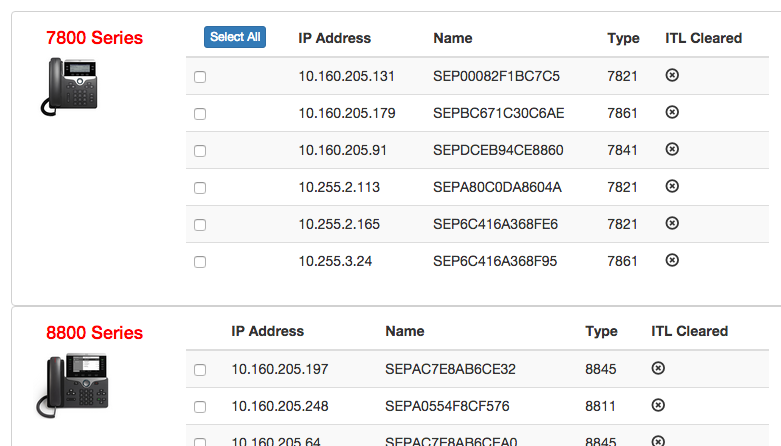 7800 Series
Select All IP Address Name Type ITL Cleared
10.160.205.131 SEP00082F1BC7C5 7821
10.160.205.179 SEPBC671C30C6AE 7861
10.160.205.91 SEPDCEB94CE8860 7841
10.255.2.113 SEPA80C0DA8604A 7821
10.255.2.165 SEP6C416A368FE6 7821
10.255.3.24 SEP6C416A368F95 7861
8800 Series
IP Address Name Type ITL Cleared
10.160.205.197 SEPAC7E8AB6CE32 8845
10.160.205.248 SEPA0554F8CF576 8811
10.160.205.64 SEPAC7E8AB6CEA0 8845